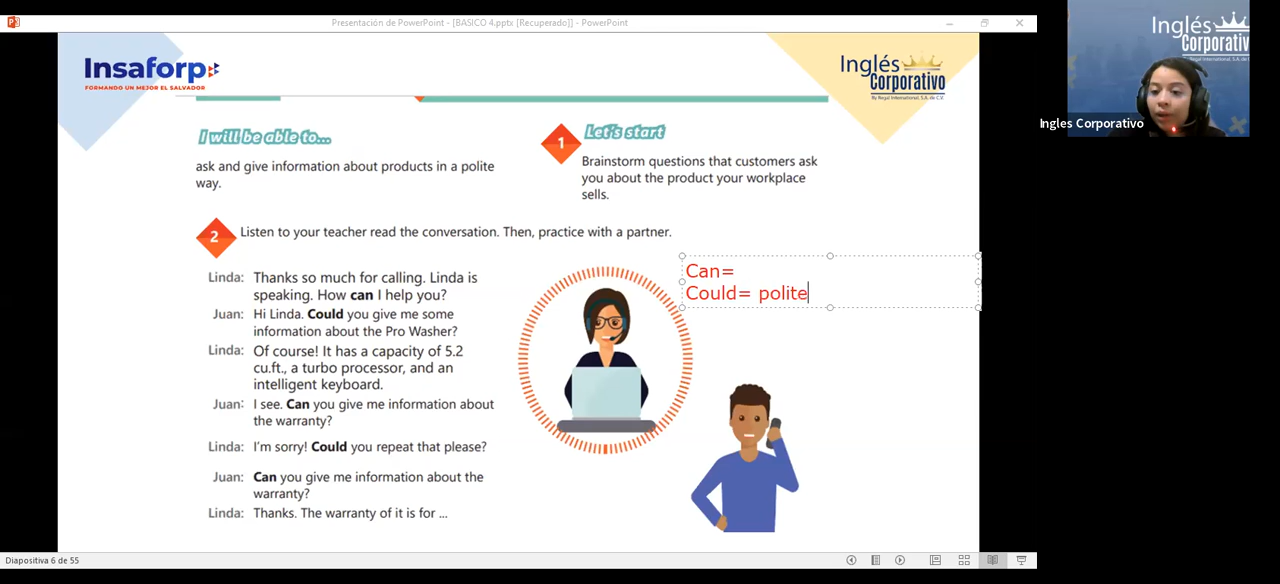 Presentación de PowerPoint - [BASICO 4.pptx [Recuperado]] - PowerPoint
Insaforp
FORMANDO UN MEJOR EL SALVADOR
Inglés
Corporativo
By Regal International, S.A. de C.V.
Inglés
Corporativo
Regal International, S.A. de C.V.
Ingles Corporativo
I will be able to...
ask and give information about products in a polite
way.
1
Let's start
Brainstorm questions that customers ask
you about the product your workplace
sells.
2
Listen to your teacher read the conversation. Then, practice with a partner.
Linda: Thanks so much for calling. Linda is
speaking. How can I help you?
Juan: Hi Linda. Could you give me some
information about the Pro Washer?
Linda: Of course! It has a capacity of 5.2
cu.ft., a turbo processor, and an
intelligent keyboard.
Juan: I see. Can you give me information about
the warranty?
Linda: I'm sorry! Could you repeat that please?
Juan: Can you give me information about the
warranty?
Linda: Thanks. The warranty of it is for ...
Can=
Could= polite
Diapositiva 6 de 55